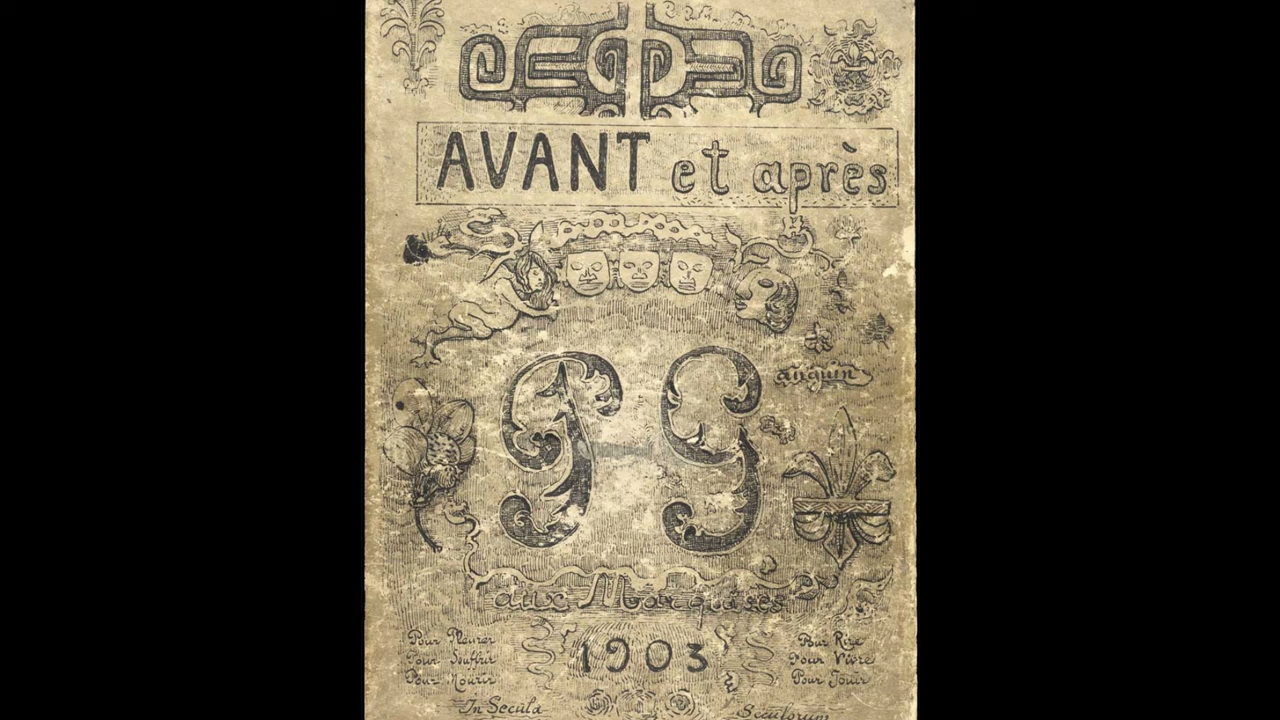 AVANT et après
PG
aux Marquises
1903
Pour Pleurer
Pour Souffrir
Pour Mourir
Pour Rire
Pour Vivre
Pour Jouir
In Secula
Seculorum